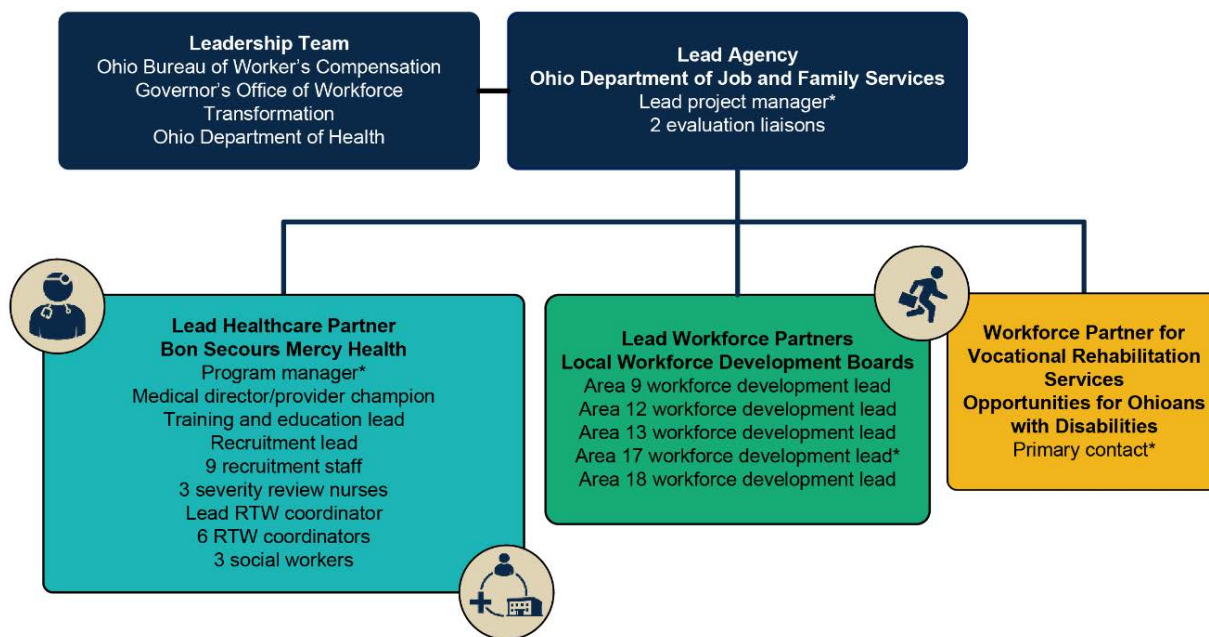 Leadership Team
Ohio Bureau of Worker's Compensation
Governor's Office of Workforce
Transformation
Ohio Department of Health
Lead Agency
Ohio Department of Job and Family Services
Lead project manager*
2 evaluation liaisons
Lead Healthcare Partner
Bon Secours Mercy Health
Program manager*
Medical director/provider champion
Training and education lead
Recruitment lead
9 recruitment staff
3 severity review nurses
Lead RTW coordinator
6 RTW coordinators
3 social workers
Lead Workforce Partners
Local Workforce Development Boards
Area 9 workforce development lead
Area 12 workforce development lead
Area 13 workforce development lead
Area 17 workforce development lead*
Area 18 workforce development lead
Workforce Partner for
Vocational Rehabilitation
Services
Opportunities for Ohioans
with Disabilities
Primary contact*